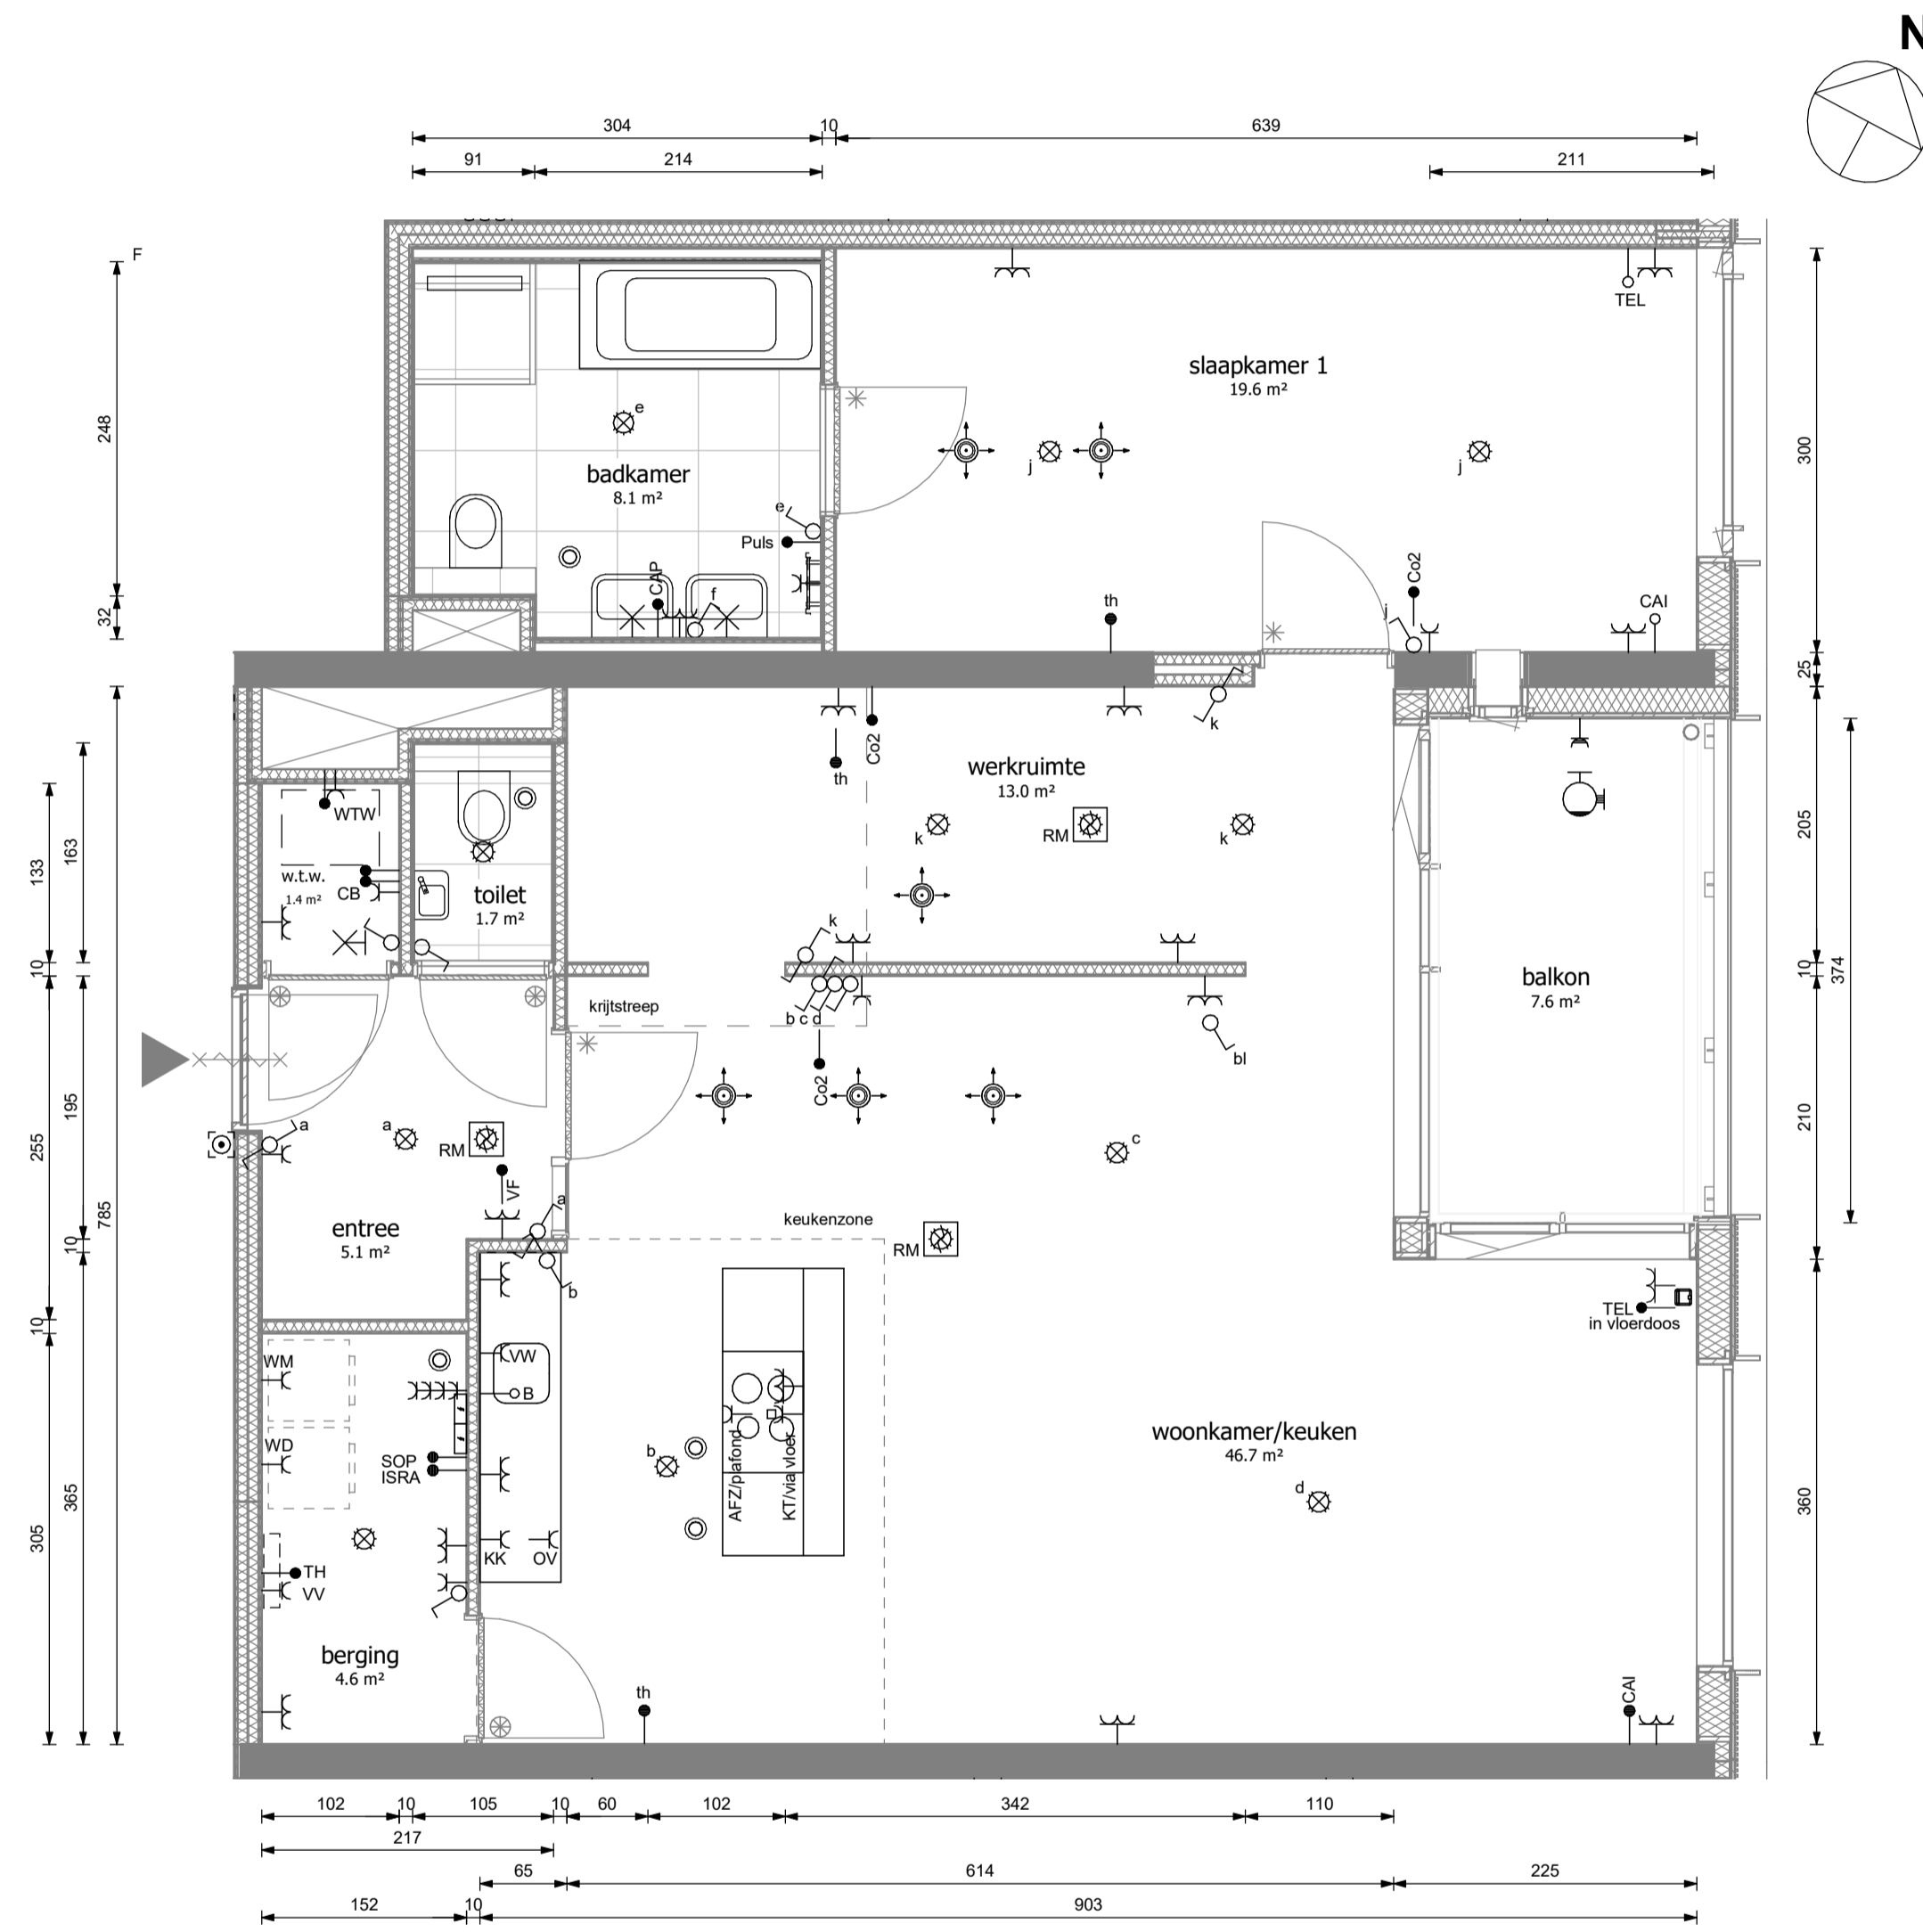 N
304
10
639
91
214
211
F
TEL
slaapkamer 1
19.6 m²
248
300
e
j
j
badkamer
8.1 m²
e
Puls
CAP
f
th
Co2
j
CAI
32
25
k
Co2
th
werkruimte
13.0 m²
WTW
k
RM
k
w.t.w.
1.4 m²
CB
toilet
1.7 m²
133
163
205
k
10
10
374
balkon
7.6 m²
krijtstreep
b c d
Co2
bl
a
a
RM
VF
a
c
195
255
785
210
entree
5.1 m²
keukenzone
RM
10
b
10
TEL
in vloerdoos
WM
VW
B
WD
SOP
ISRA
b
AFZ/plafond
KT/via vloer
woonkamer/keuken
46.7 m²
d
365
305
360
KK
OV
TH
VV
berging
4.6 m²
th
CAI
102
10
105
10
60
102
342
110
217
65
614
225
152
10
903